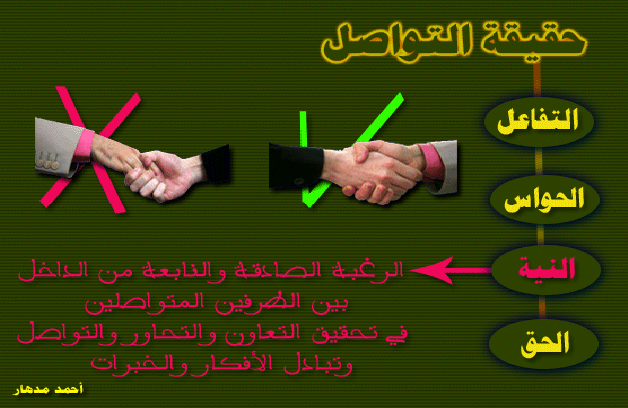 حقيقة التواصل
التفاعل
الحواس
النية
الحق
الرغبة الصادقة والنابعة من الداخل
بين الطرفين المتواصلين
في تحقيق التعاون والتحاور والتواصل
وتبادل الأفكار والخبرات
أحمد مدهار